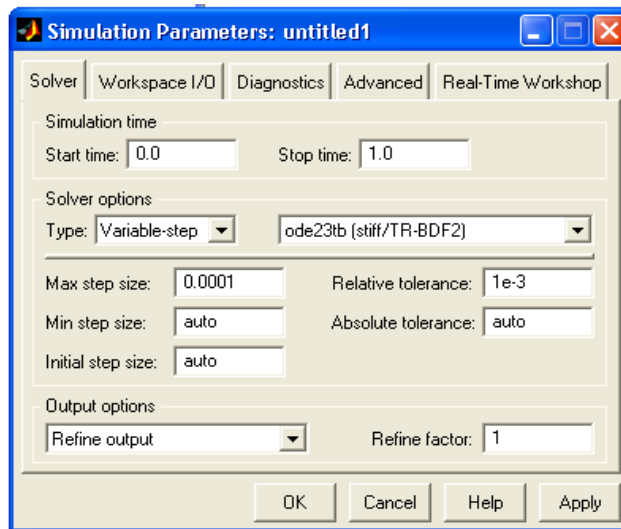 Simulation Parameters: untitled1
Solver Workspace I/O Diagnostics Advanced Real-Time Workshop
Simulation time
Start time: 0.0 Stop time: 1.0
Solver options
Type: Variable-step ode23tb (stiff/TR-BDF2)
Max step size: 0.0001 Relative tolerance: 1e-3
Min step size: auto Absolute tolerance: auto
Initial step size: auto
Output options
Refine output Refine factor: 1
OK Cancel Help Apply